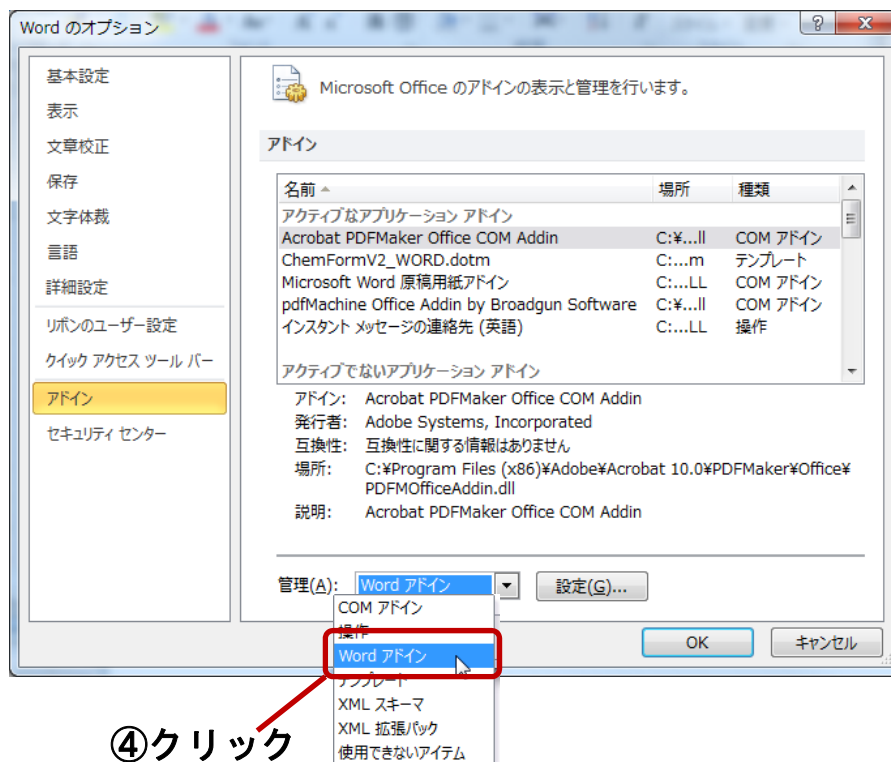 Word のオプション
基本設定
表示
文章校正
保存
文字体裁
言語
詳細設定
リボンのユーザー設定
クイック アクセス ツール バー
アドイン
セキュリティ センター
Microsoft Office のアドインの表示と管理を行います。
アドイン
名前 場所 種類
アクティブなアプリケーション アドイン
Acrobat PDFMaker Office COM Addin C:¥...ll COM アドイン
ChemFormV2_WORD.dotm C:...m テンプレート
Microsoft Word 原稿用紙アドイン C:...LL COM アドイン
pdfMachine Office Addin by Broadgun Software C:¥...ll COM アドイン
インスタント メッセージの連絡先 (英語) C:...LL 操作
アクティブでないアプリケーション アドイン
アドイン: Acrobat PDFMaker Office COM Addin
発行者: Adobe Systems, Incorporated
互換性: 互換性に関する情報はありません
場所: C:¥Program Files (x86)¥Adobe¥Acrobat 10.0¥PDFMaker¥Office¥
PDFMOfficeAddin.dll
説明: Acrobat PDFMaker Office COM Addin
管理(A): Word アドイン 設定(G)...
COM アドイン
操作
Word アドイン
テンプレート
XML スキーマ
XML 拡張パック
使用できないアイテム
OK キャンセル
④クリック